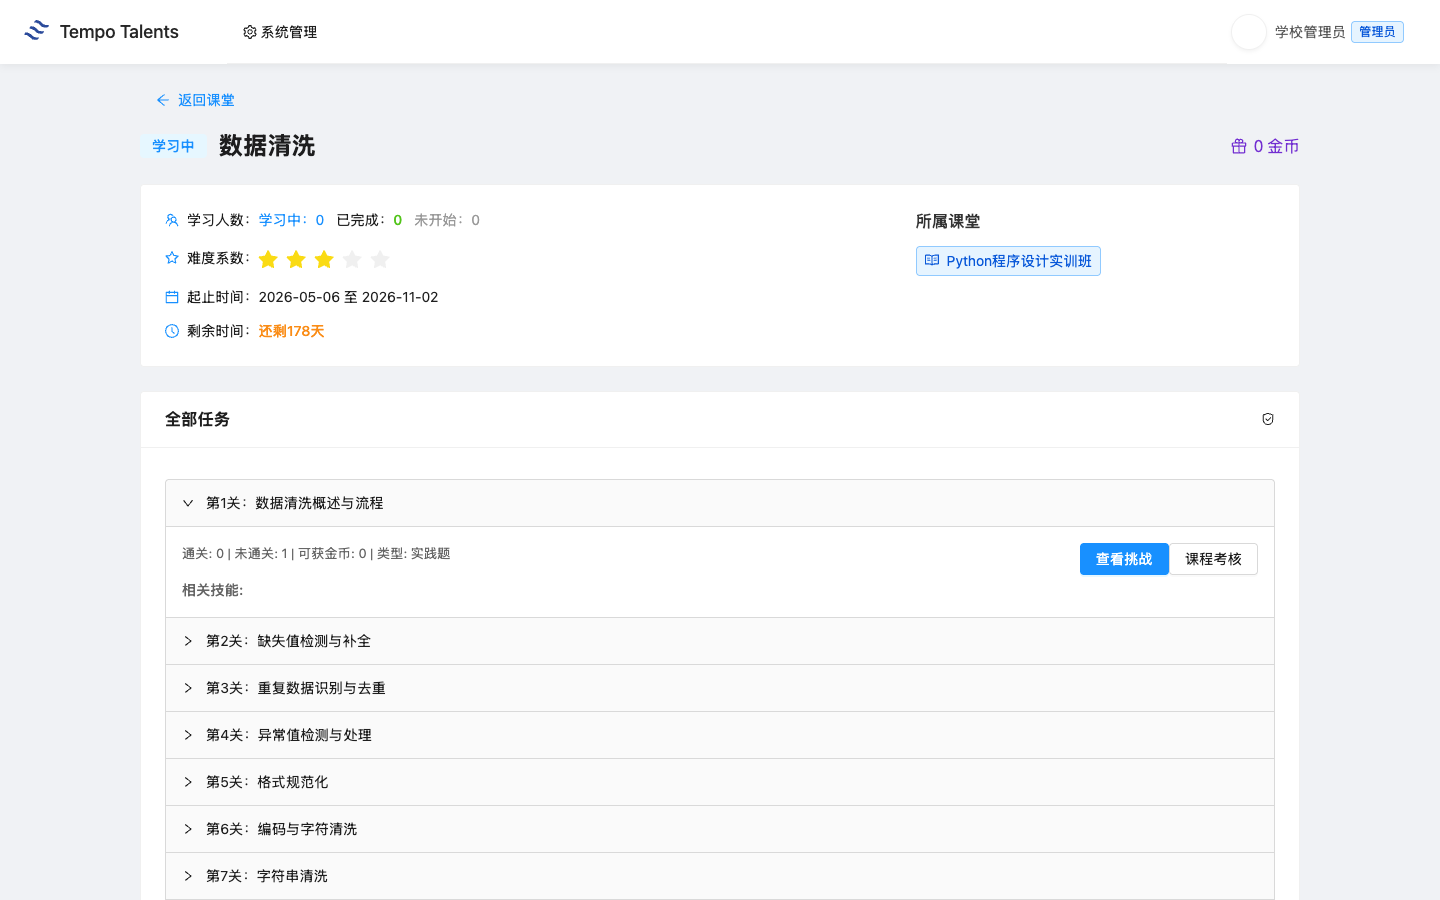 Tempo Talents
系统管理
学校管理员 管理员
返回课堂
学习中 数据清洗
0 金币
学习人数： 学习中：0 已完成：0 未开始：0
难度系数：
起止时间：2026-05-06 至 2026-11-02
剩余时间：还剩178天
所属课堂
Python程序设计实训班
全部任务
第1关：数据清洗概述与流程
通关: 0 | 未通关: 1 | 可获金币: 0 | 类型: 实践题
查看挑战 课程考核
相关技能:
第2关：缺失值检测与补全
第3关：重复数据识别与去重
第4关：异常值检测与处理
第5关：格式规范化
第6关：编码与字符清洗
第7关：字符串清洗